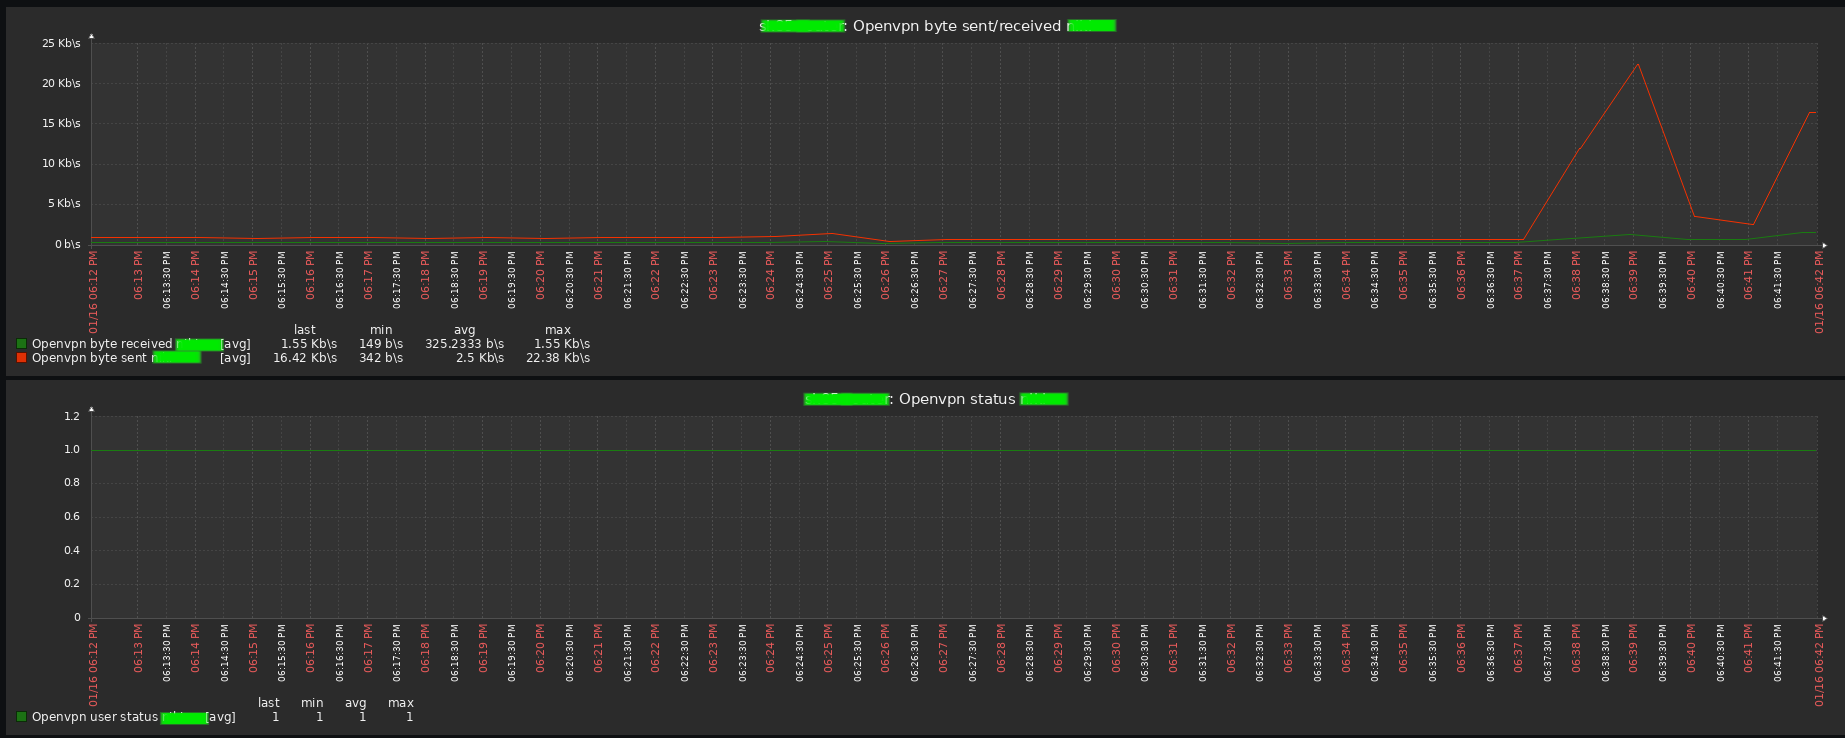 : Openvpn byte sent/received
25 Kb\s
20 Kb\s
15 Kb\s
10 Kb\s
5 Kb\s
0 b\s
01/16 06:12 PM 06:13 PM 06:13:30 PM 06:14 PM 06:14:30 PM 06:15 PM 06:15:30 PM 06:16 PM 06:16:30 PM 06:17 PM 06:17:30 PM 06:18 PM 06:18:30 PM 06:19 PM 06:19:30 PM 06:20 PM 06:20:30 PM 06:21 PM 06:21:30 PM 06:22 PM 06:22:30 PM 06:23 PM 06:23:30 PM 06:24 PM 06:24:30 PM 06:25 PM 06:25:30 PM 06:26 PM 06:26:30 PM 06:27 PM 06:27:30 PM 06:28 PM 06:28:30 PM 06:29 PM 06:29:30 PM 06:30 PM 06:30:30 PM 06:31 PM 06:31:30 PM 06:32 PM 06:32:30 PM 06:33 PM 06:33:30 PM 06:34 PM 06:34:30 PM 06:35 PM 06:35:30 PM 06:36 PM 06:36:30 PM 06:37 PM 06:37:30 PM 06:38 PM 06:38:30 PM 06:39 PM 06:39:30 PM 06:40 PM 06:40:30 PM 06:41 PM 06:41:30 PM 01/16 06:42 PM
last min avg max
Openvpn byte received [avg] 1.55 Kb\s 149 b\s 325.2333 b\s 1.55 Kb\s
Openvpn byte sent [avg] 16.42 Kb\s 342 b\s 2.5 Kb\s 22.38 Kb\s
: Openvpn status
1.2
1.0
0.8
0.6
0.4
0.2
0
01/16 06:12 PM 06:13 PM 06:13:30 PM 06:14 PM 06:14:30 PM 06:15 PM 06:15:30 PM 06:16 PM 06:16:30 PM 06:17 PM 06:17:30 PM 06:18 PM 06:18:30 PM 06:19 PM 06:19:30 PM 06:20 PM 06:20:30 PM 06:21 PM 06:21:30 PM 06:22 PM 06:22:30 PM 06:23 PM 06:23:30 PM 06:24 PM 06:24:30 PM 06:25 PM 06:25:30 PM 06:26 PM 06:26:30 PM 06:27 PM 06:27:30 PM 06:28 PM 06:28:30 PM 06:29 PM 06:29:30 PM 06:30 PM 06:30:30 PM 06:31 PM 06:31:30 PM 06:32 PM 06:32:30 PM 06:33 PM 06:33:30 PM 06:34 PM 06:34:30 PM 06:35 PM 06:35:30 PM 06:36 PM 06:36:30 PM 06:37 PM 06:37:30 PM 06:38 PM 06:38:30 PM 06:39 PM 06:39:30 PM 06:40 PM 06:40:30 PM 06:41 PM 06:41:30 PM 01/16 06:42 PM
last min avg max
Openvpn user status [avg] 1 1 1 1